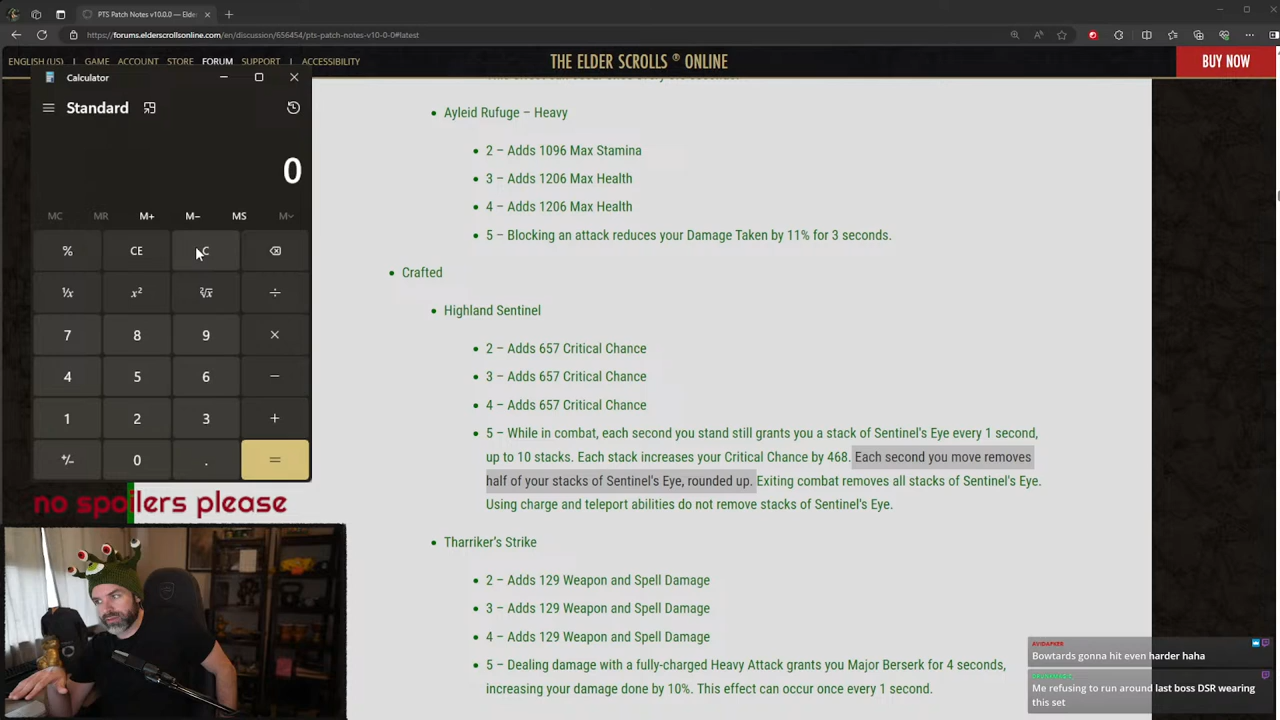 PTS Patch Notes v10.0.0 — Elder
https://forums.elderscrollsonline.com/en/discussion/656454/pts-patch-notes-v10-0-0#latest
ENGLISH (US) GAME ACCOUNT STORE FORUM ACCESSIBILITY
THE ELDER SCROLLS ® ONLINE
BUY NOW
Calculator
Standard
0
MC MR M+ M− MS M˅
% CE C
¹/x x² ²√x ÷
7 8 9 ×
4 5 6 −
1 2 3 +
+/− 0 . =
no spoilers please
Ayleid Rufuge – Heavy
2 – Adds 1096 Max Stamina
3 – Adds 1206 Max Health
4 – Adds 1206 Max Health
5 – Blocking an attack reduces your Damage Taken by 11% for 3 seconds.
Crafted
Highland Sentinel
2 – Adds 657 Critical Chance
3 – Adds 657 Critical Chance
4 – Adds 657 Critical Chance
5 – While in combat, each second you stand still grants you a stack of Sentinel's Eye every 1 second,
up to 10 stacks. Each stack increases your Critical Chance by 468. Each second you move removes
half of your stacks of Sentinel's Eye, rounded up. Exiting combat removes all stacks of Sentinel's Eye.
Using charge and teleport abilities do not remove stacks of Sentinel's Eye.
Tharriker's Strike
2 – Adds 129 Weapon and Spell Damage
3 – Adds 129 Weapon and Spell Damage
4 – Adds 129 Weapon and Spell Damage
5 – Dealing damage with a fully-charged Heavy Attack grants you Major Berserk for 4 seconds,
increasing your damage done by 10%. This effect can occur once every 1 second.
Bowtards gonna hit even harder haha
Me refusing to run around last boss DSR wearing
this set